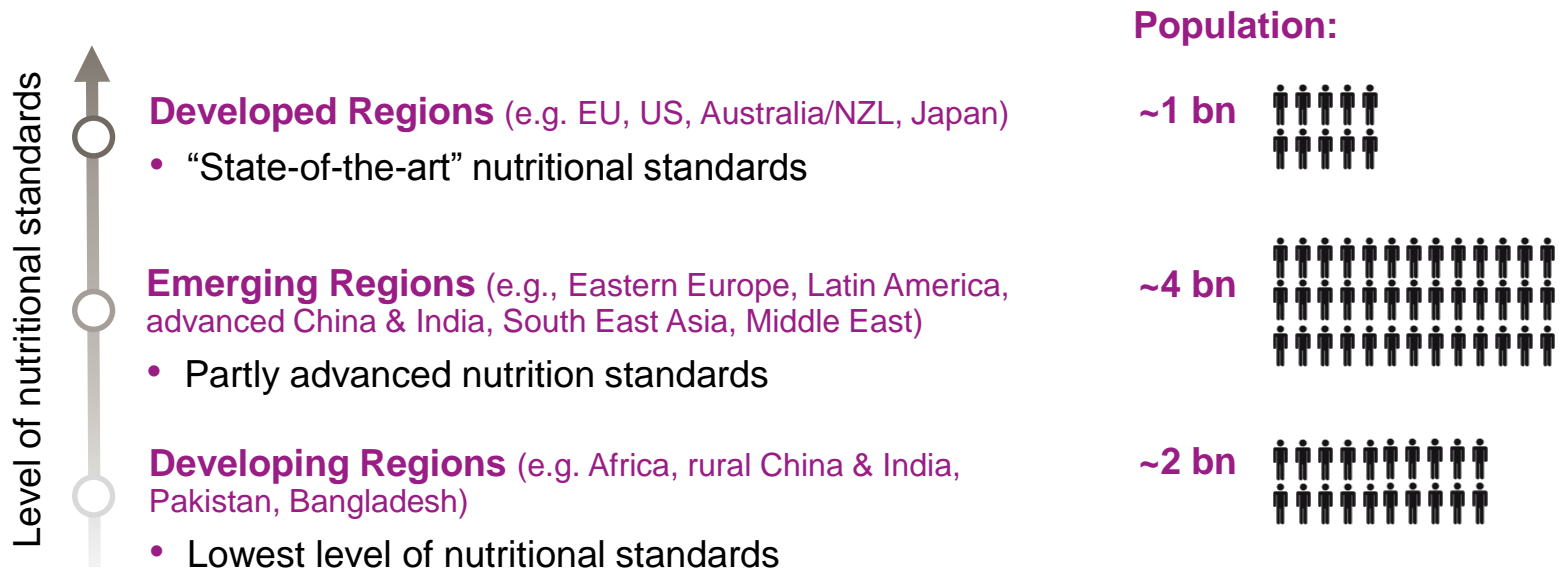 Population:
Level of nutritional standards
Developed Regions (e.g. EU, US, Australia/NZL, Japan)
~1 bn
• “State-of-the-art” nutritional standards
Emerging Regions (e.g., Eastern Europe, Latin America,
advanced China & India, South East Asia, Middle East)
~4 bn
• Partly advanced nutrition standards
Developing Regions (e.g. Africa, rural China & India,
Pakistan, Bangladesh)
~2 bn
• Lowest level of nutritional standards